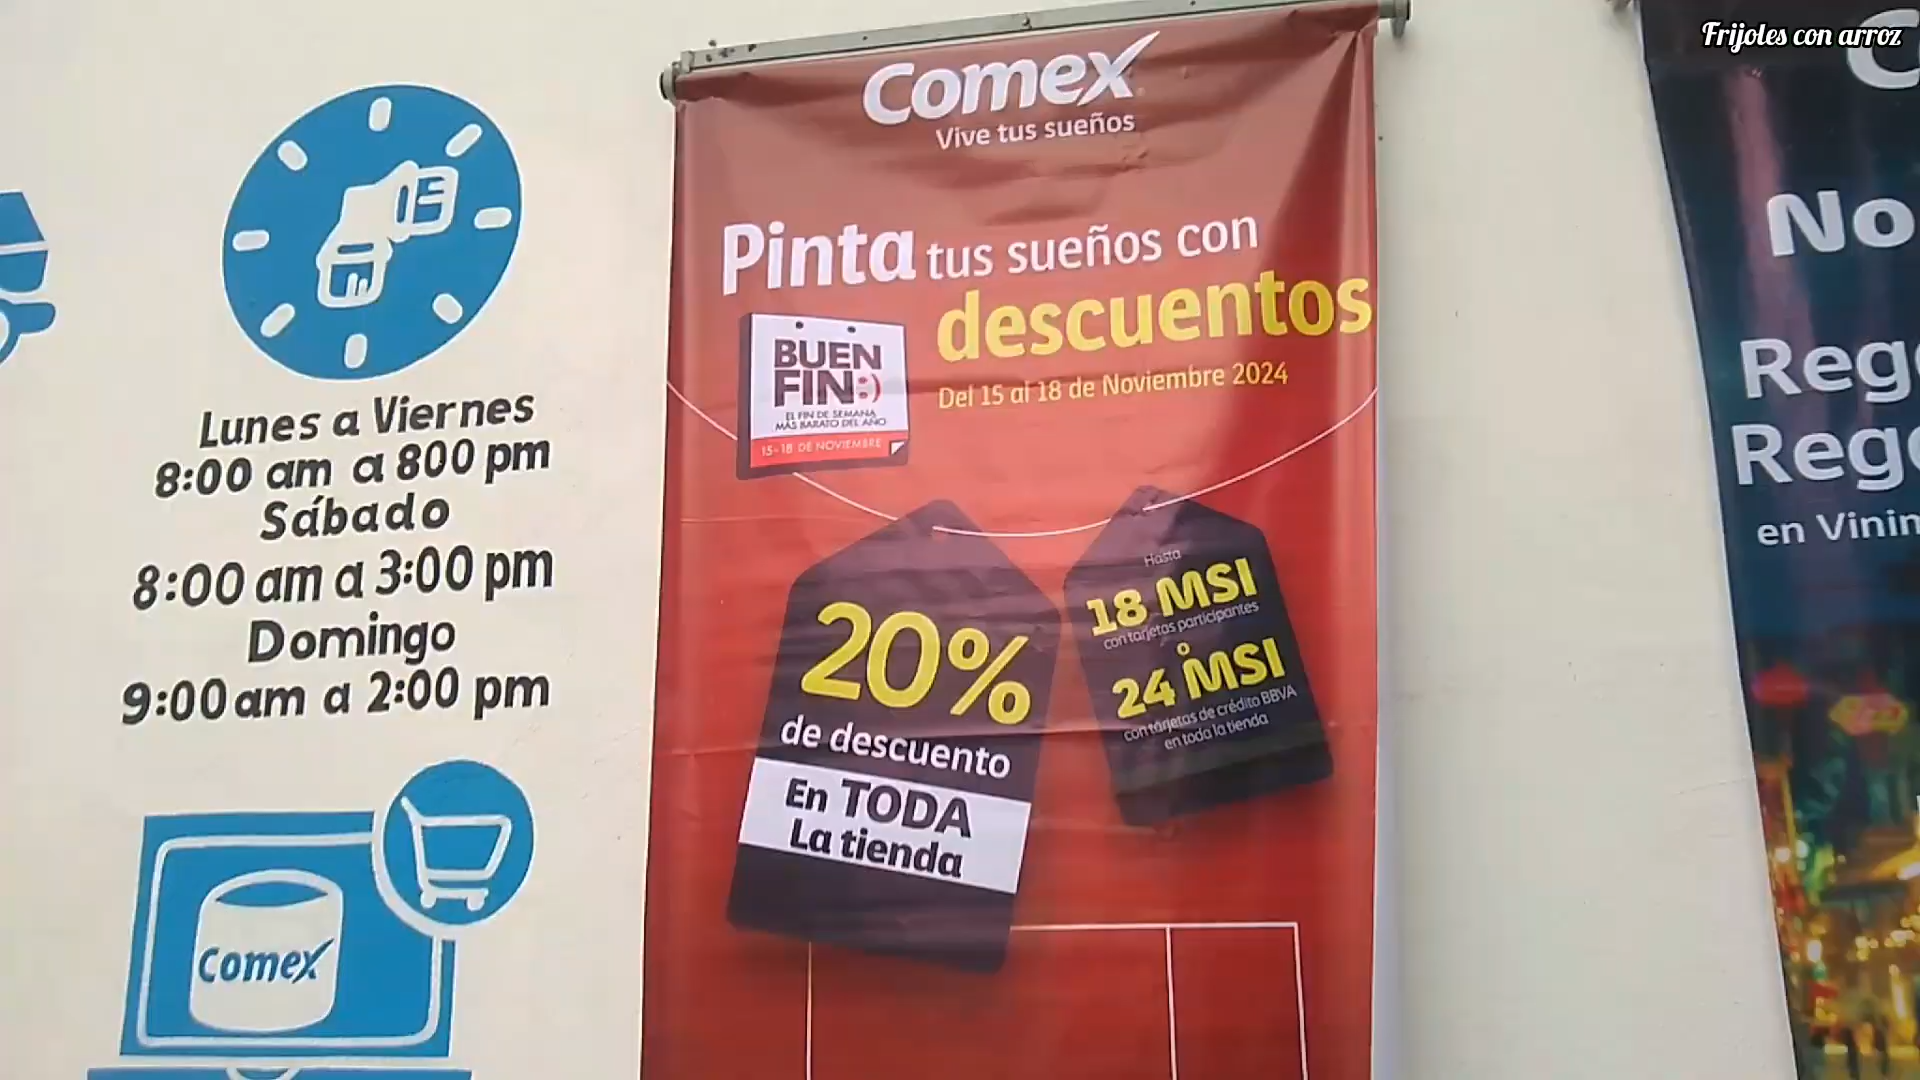 Frijoles con arroz
Lunes a Viernes
8:00 am a 800 pm
Sábado
8:00 am a 3:00 pm
Domingo
9:00 am a 2:00 pm
Comex
Comex
Vive tus sueños
Pinta tus sueños con
descuentos
Del 15 al 18 de Noviembre 2024
BUEN
FIN:)
EL FIN DE SEMANA
MÁS BARATO DEL AÑO
15-18 DE NOVIEMBRE
20%
de descuento
En TODA
La tienda
Hasta
18 MSI
con tarjetas participantes
o
24 MSI
con tarjetas de crédito BBVA
en toda la tienda
C
No
Rega
Rega
en Vinim